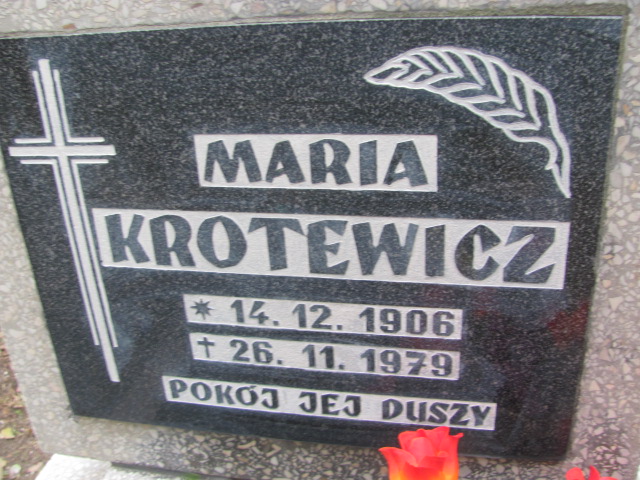 MARIA
KROTEWICZ
* 14. 12. 1906
† 26. 11. 1979
POKÓJ JEJ DUSZY